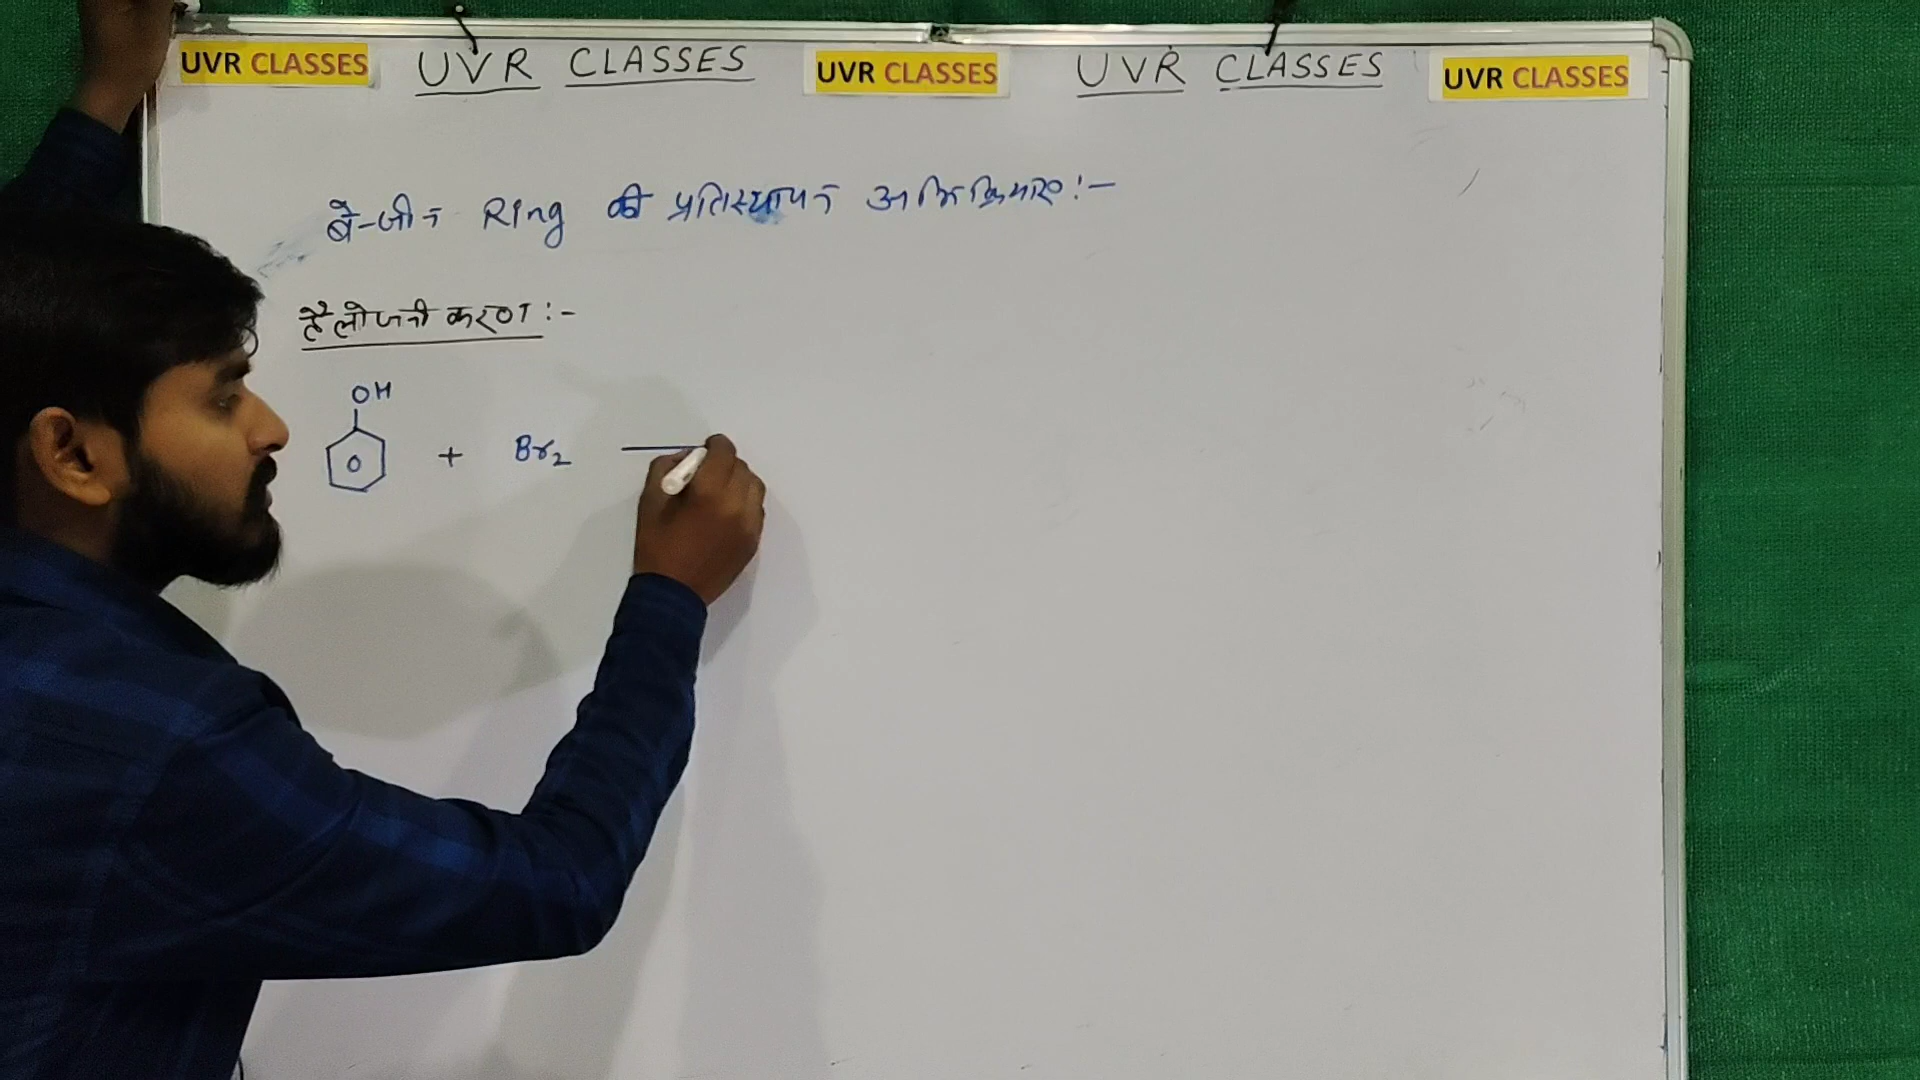 UVR CLASSES UVR CLASSES UVR CLASSES UVR CLASSES UVR CLASSES
बेन्जीन Ring की प्रतिस्थापन अभिक्रियाएं :-
हैलोजनीकरण :-
OH
+ Br2